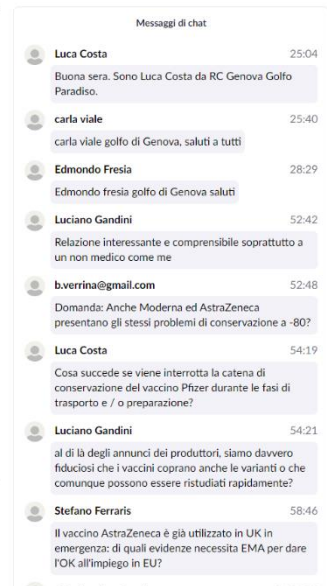 Messaggi di chat
Luca Costa 25:04
Buona sera. Sono Luca Costa da RC Genova Golfo
Paradiso.
carla viale 25:40
carla viale golfo di Genova, saluti a tutti
Edmondo Fresia 28:29
Edmondo fresia golfo di Genova saluti
Luciano Gandini 52:42
Relazione interessante e comprensibile soprattutto a
un non medico come me
b.verrina@gmail.com 52:48
Domanda: Anche Moderna ed AstraZeneca
presentano gli stessi problemi di conservazione a -80?
Luca Costa 54:19
Cosa succede se viene interrotta la catena di
conservazione del vaccino Pfizer durante le fasi di
trasporto e / o preparazione?
Luciano Gandini 54:21
al di là degli annunci dei produttori, siamo davvero
fiduciosi che i vaccini coprano anche le varianti o che
comunque possono essere ristudiati rapidamente?
Stefano Ferraris 58:46
Il vaccino AstraZeneca è già utilizzato in UK in
emergenza: di quali evidenze necessita EMA per dare
l'OK all'impiego in EU?